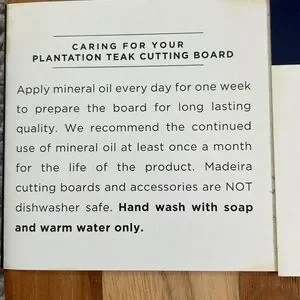 CARING FOR YOUR
PLANTATION TEAK CUTTING BOARD
Apply mineral oil every day for one week
to prepare the board for long lasting
quality. We recommend the continued
use of mineral oil at least once a month
for the life of the product. Madeira
cutting boards and accessories are NOT
dishwasher safe. Hand wash with soap
and warm water only.